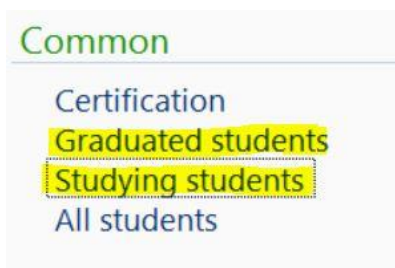 Common
Certification
Graduated students
Studying students
All students